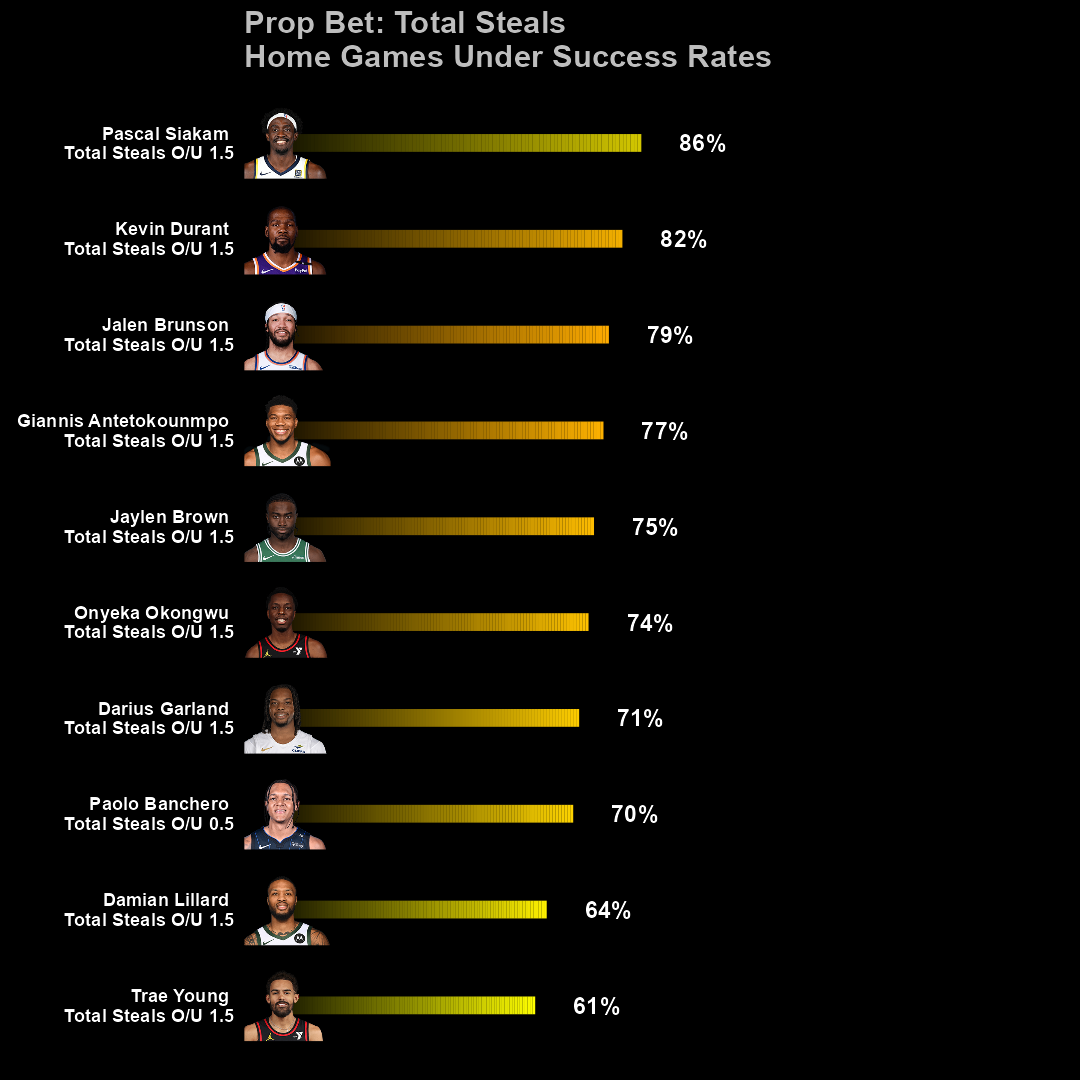 Prop Bet: Total Steals
Home Games Under Success Rates
Pascal Siakam
Total Steals O/U 1.5
86%
Kevin Durant
Total Steals O/U 1.5
82%
Jalen Brunson
Total Steals O/U 1.5
79%
Giannis Antetokounmpo
Total Steals O/U 1.5
77%
Jaylen Brown
Total Steals O/U 1.5
75%
Onyeka Okongwu
Total Steals O/U 1.5
74%
Darius Garland
Total Steals O/U 1.5
71%
Paolo Banchero
Total Steals O/U 0.5
70%
Damian Lillard
Total Steals O/U 1.5
64%
Trae Young
Total Steals O/U 1.5
61%